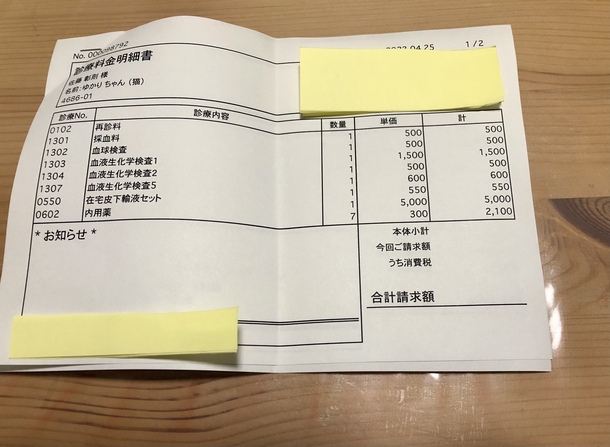 No. 000098792
2023.04.25 1/2
診療料金明細書
佐藤 彰剛 様
名前: ゆかり ちゃん (猫)
4686-01
診療No. 診療内容 数量 単価 計
0102 再診料 1 500 500
1301 採血料 1 500 500
1302 血球検査 1 1,500 1,500
1303 血液生化学検査1 1 500 500
1304 血液生化学検査2 1 600 600
1307 血液生化学検査5 1 550 550
0550 在宅皮下輸液セット 1 5,000 5,000
0602 内用薬 7 300 2,100
* お知らせ *
本体小計
今回ご請求額
うち消費税
合計請求額